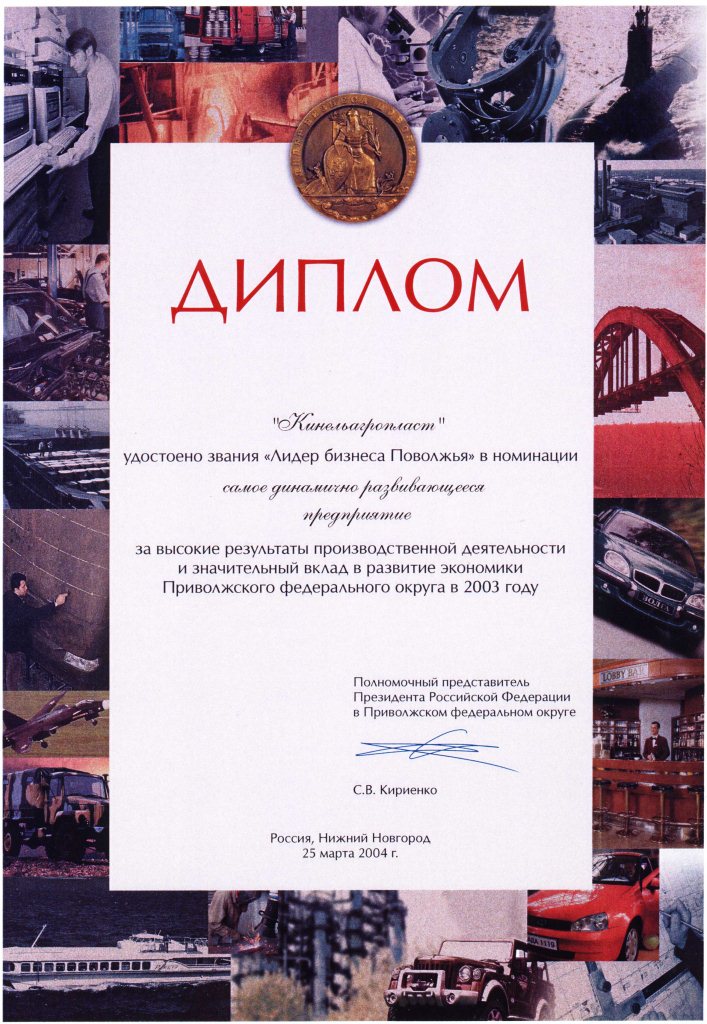 ДИПЛОМ
"Кинельагропласт"
удостоено звания «Лидер бизнеса Поволжья» в номинации
самое динамично развивающееся
предприятие
за высокие результаты производственной деятельности
и значительный вклад в развитие экономики
Приволжского федерального округа в 2003 году
Полномочный представитель
Президента Российской Федерации
в Приволжском федеральном округе
С.В. Кириенко
Россия, Нижний Новгород
25 марта 2004 г.
LOBBY BAR